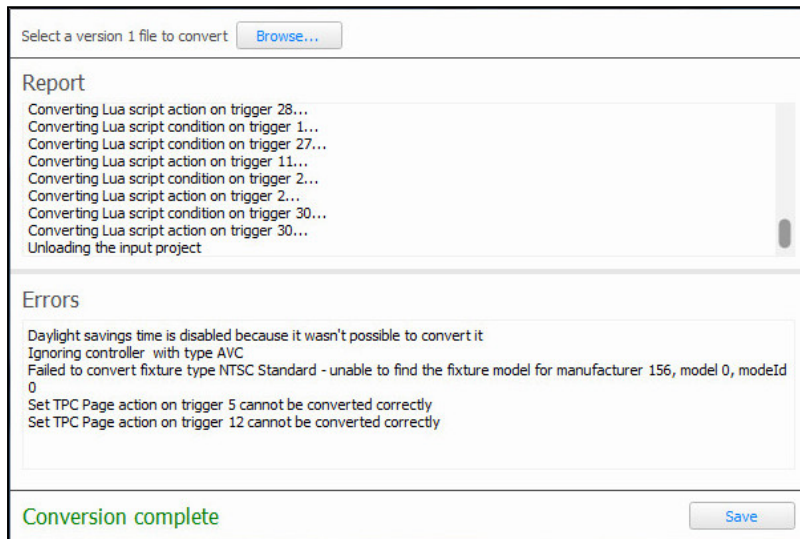 Select a version 1 file to convert Browse...
Report
Converting Lua script action on trigger 28...
Converting Lua script condition on trigger 1...
Converting Lua script condition on trigger 27...
Converting Lua script action on trigger 11...
Converting Lua script condition on trigger 2...
Converting Lua script action on trigger 2...
Converting Lua script condition on trigger 30...
Converting Lua script action on trigger 30...
Unloading the input project
Errors
Daylight savings time is disabled because it wasn't possible to convert it
Ignoring controller  with type AVC
Failed to convert fixture type NTSC Standard - unable to find the fixture model for manufacturer 156, model 0, modeId
0
Set TPC Page action on trigger 5 cannot be converted correctly
Set TPC Page action on trigger 12 cannot be converted correctly
Conversion complete Save